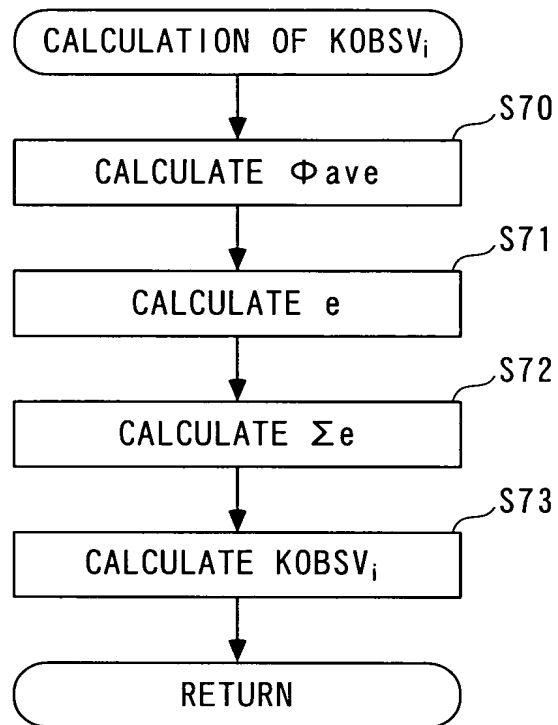 CALCULATION OF KOBSVi
S70
CALCULATE Φave
S71
CALCULATE e
S72
CALCULATE Σe
S73
CALCULATE KOBSVi
RETURN